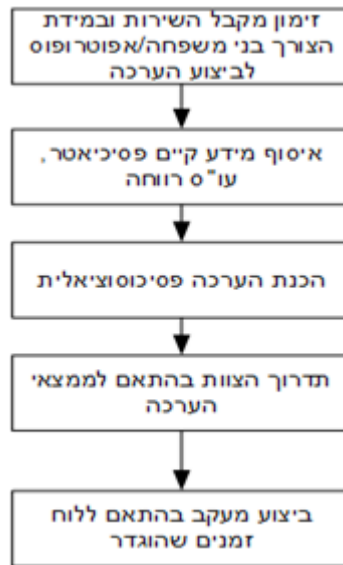 זימון מקבל השירות ובמידת
הצורך בני משפחה/אפוטרופוס
לביצוע הערכה
איסוף מידע קיים פסיכיאטר,
עו"ס רווחה
הכנת הערכה פסיכוסוציאלית
תדרוך הצוות בהתאם לממצאי
הערכה
ביצוע מעקב בהתאם ללוח
זמנים שהוגדר